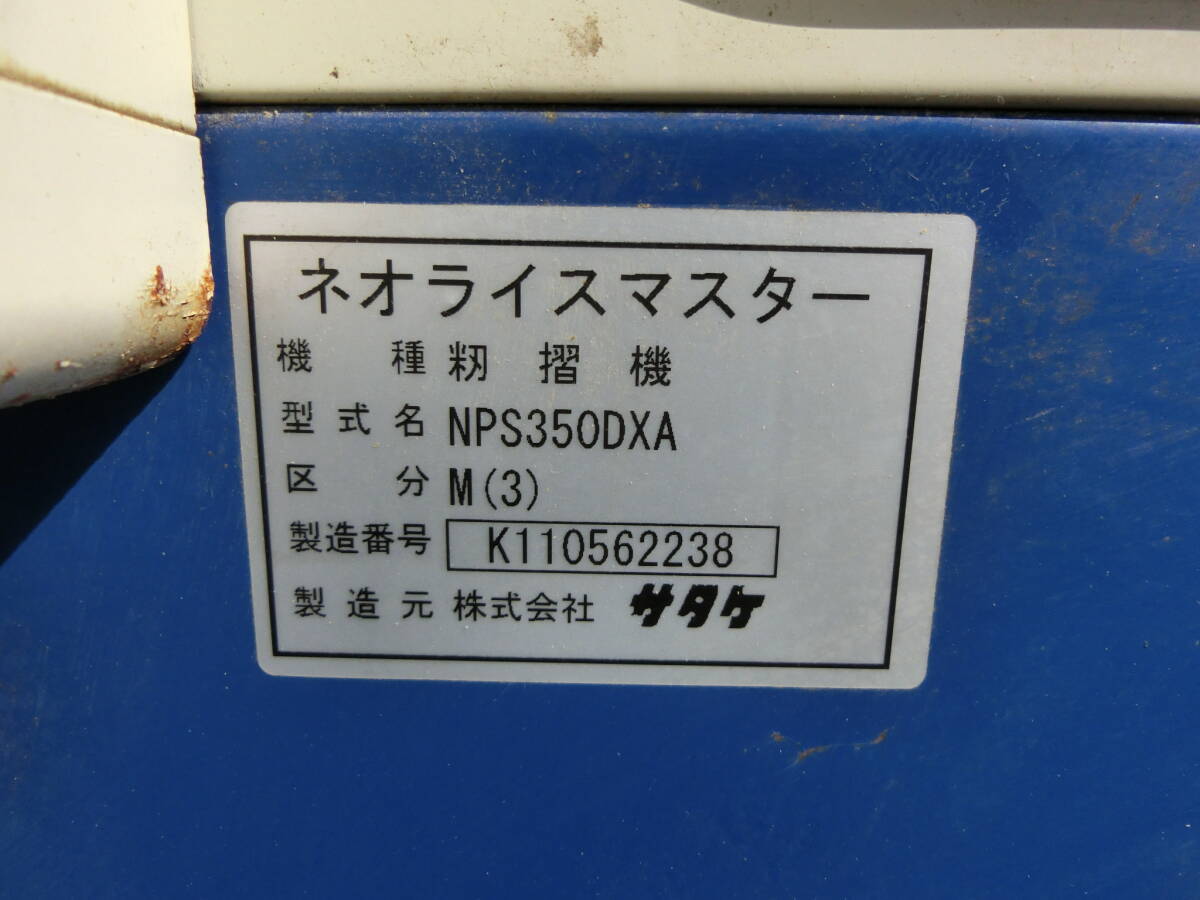 ネオライスマスター
機種 籾摺機
型式名 NPS350DXA
区分 M(3)
製造番号 K110562238
製造元 株式会社 サタケ